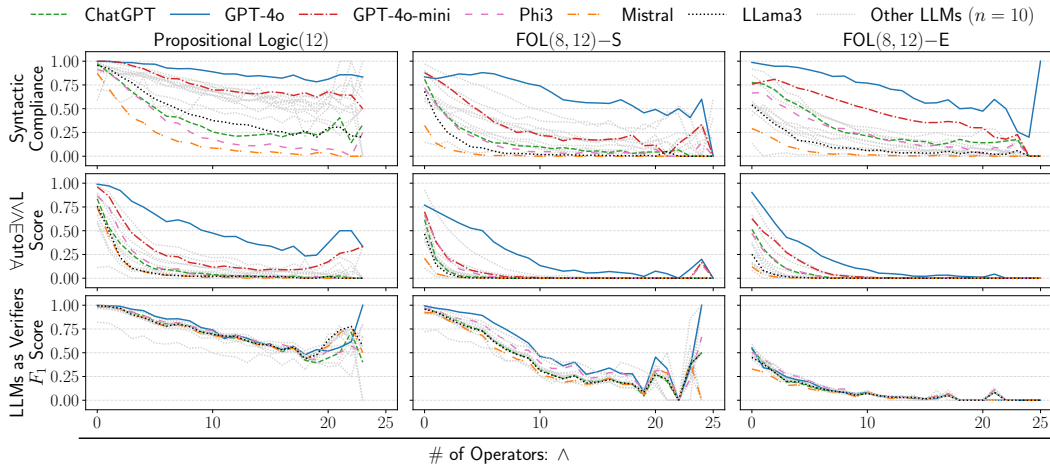 ChatGPT GPT-4o GPT-4o-mini Phi3 Mistral LLama3 Other LLMs (n = 10)
Propositional Logic(12) FOL(8, 12)−S FOL(8, 12)−E
Syntactic
Compliance
1.00
0.75
0.50
0.25
0.00
∀uto∃∨∧L
Score
1.00
0.75
0.50
0.25
0.00
LLMs as Verifiers
F1 Score
1.00
0.75
0.50
0.25
0.00
0 10 20 25 0 10 20 25 0 10 20 25
# of Operators: ∧